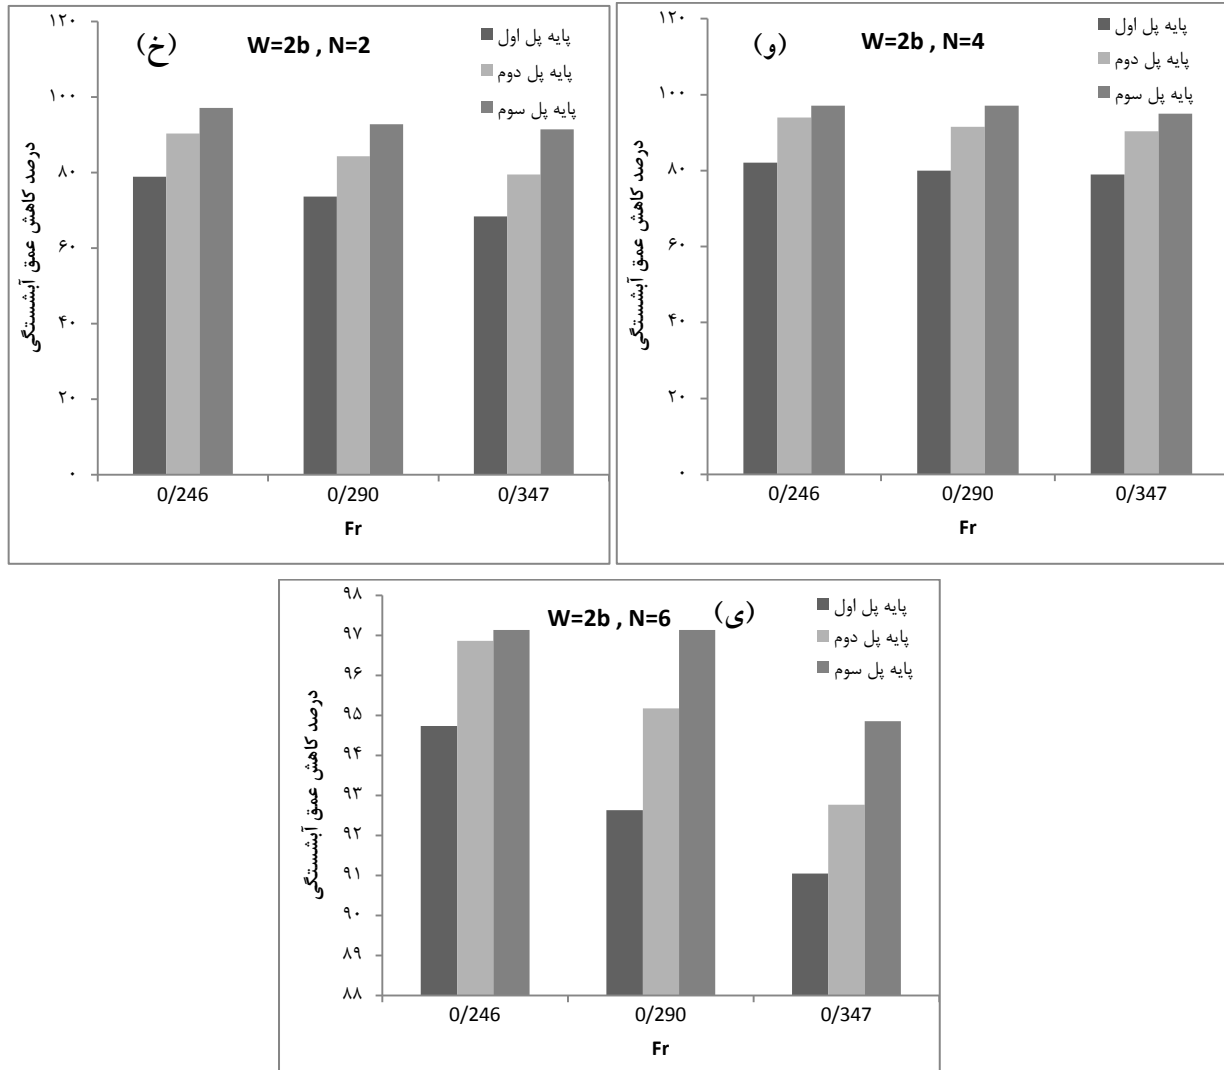 (خ)
W=2b , N=2
پایه پل اول
پایه پل دوم
پایه پل سوم
درصد کاهش عمق آبشستگی
۱۲۰
۱۰۰
۸۰
۶۰
۴۰
۲۰
۰
0/246 0/290 0/347
Fr
(و)
W=2b , N=4
پایه پل اول
پایه پل دوم
پایه پل سوم
درصد کاهش عمق آبشستگی
۱۲۰
۱۰۰
۸۰
۶۰
۴۰
۲۰
۰
0/246 0/290 0/347
Fr
(ی)
W=2b , N=6
پایه پل اول
پایه پل دوم
پایه پل سوم
درصد کاهش عمق آبشستگی
۹۸
۹۷
۹۶
۹۵
۹۴
۹۳
۹۲
۹۱
۹۰
۸۹
۸۸
0/246 0/290 0/347
Fr